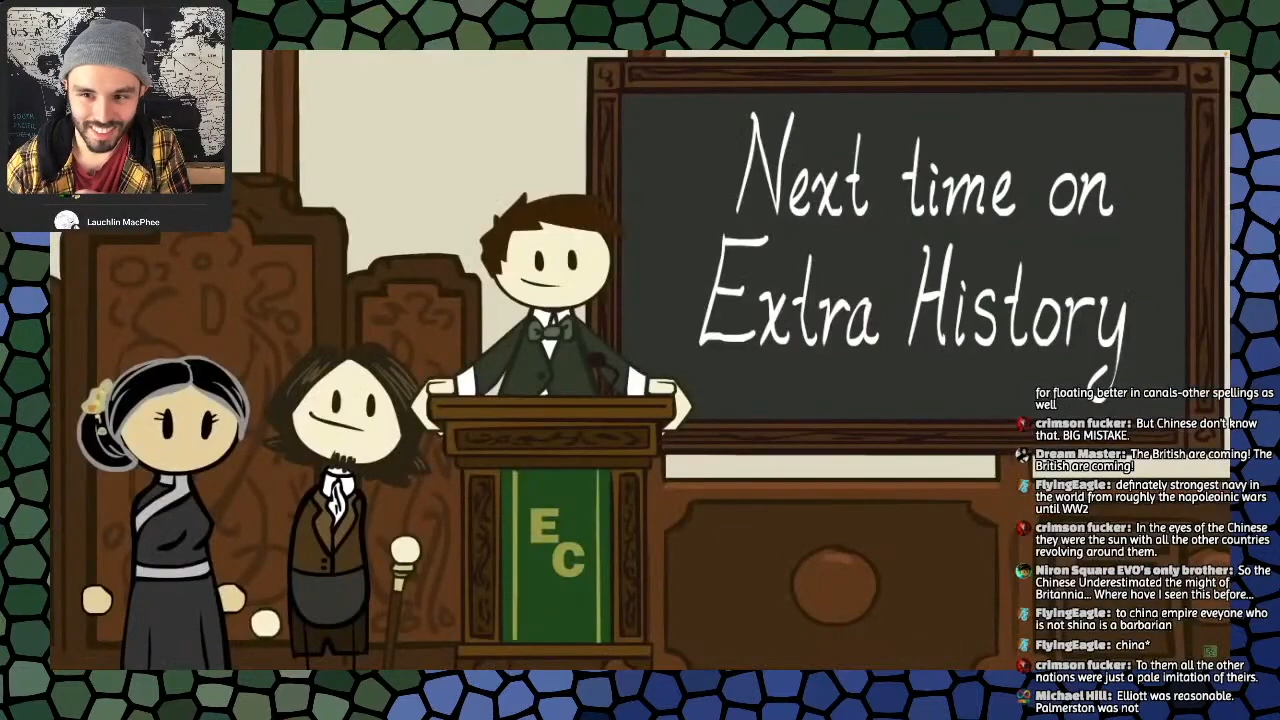 USA
SOUTH
PACIFIC
Lauchlin MacPhee
Next time on
Extra History
E
C
for floating better in canals-other spellings as
well
crimson fucker: But Chinese don't know
that. BIG MISTAKE.
Dream Master: The British are coming! The
British are coming!
FlyingEagle: definately strongest navy in
the world from roughly the napoleoinic wars
until WW2
crimson fucker: In the eyes of the Chinese
they were the sun with all the other countries
revolving around them.
Niron Square EVO's only brother: So the
Chinese Underestimated the might of
Britannia... Where have I seen this before...
FlyingEagle: to china empire eveyone who
is not shina is a barbarian
FlyingEagle: china*
crimson fucker: To them all the other
nations were just a pale imitation of theirs.
Michael Hill: Elliott was reasonable.
Palmerston was not